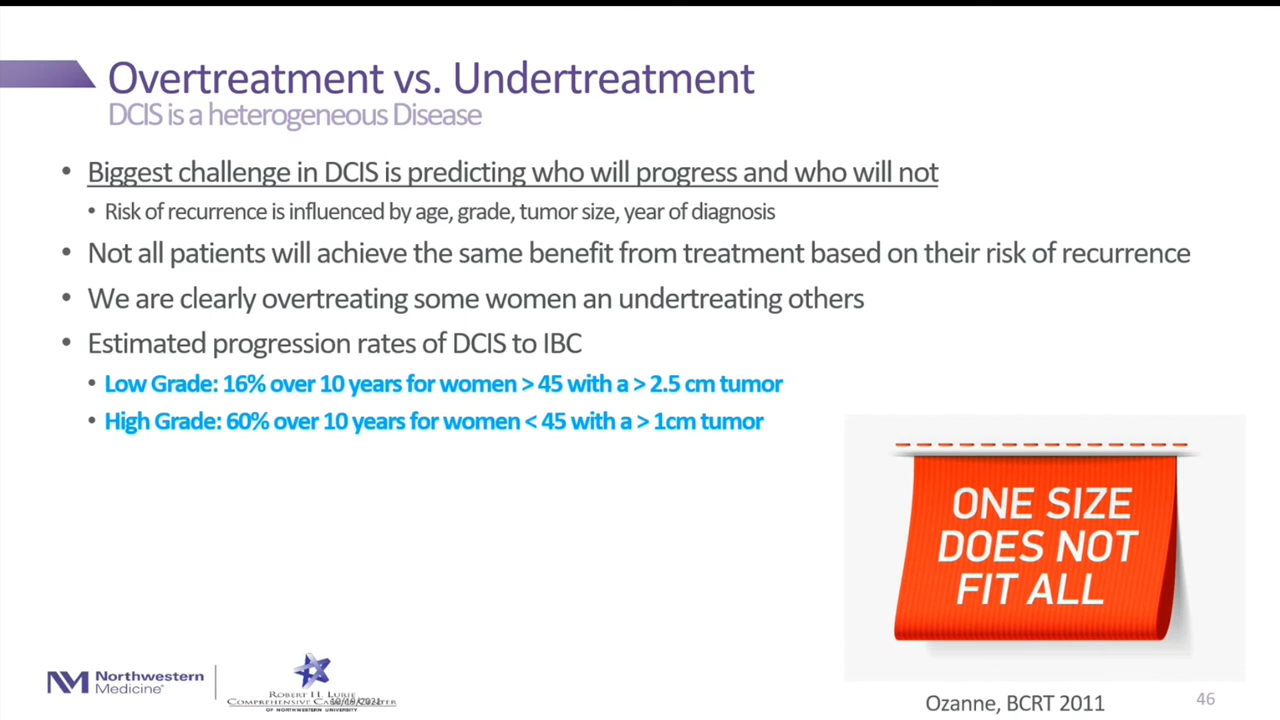 Overtreatment vs. Undertreatment
DCIS is a heterogeneous Disease
• Biggest challenge in DCIS is predicting who will progress and who will not
• Risk of recurrence is influenced by age, grade, tumor size, year of diagnosis
• Not all patients will achieve the same benefit from treatment based on their risk of recurrence
• We are clearly overtreating some women an undertreating others
• Estimated progression rates of DCIS to IBC
• Low Grade: 16% over 10 years for women > 45 with a > 2.5 cm tumor
• High Grade: 60% over 10 years for women < 45 with a > 1cm tumor
ONE SIZE
DOES NOT
FIT ALL
NM Northwestern
Medicine®
Robert H. Lurie
Comprehensive Cancer Center
of Northwestern University
10/19/2021
Ozanne, BCRT 2011
46